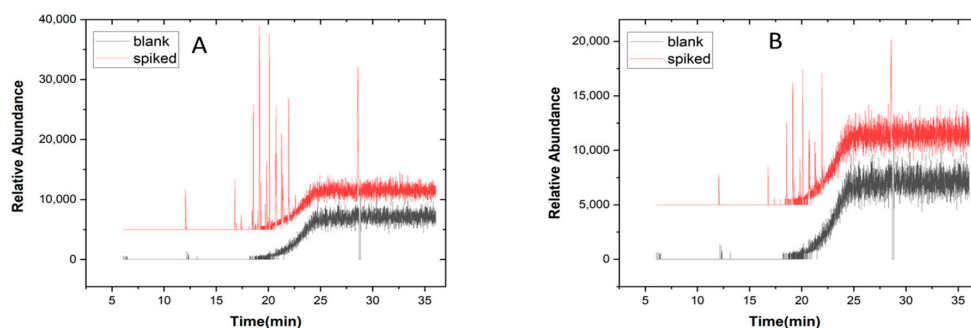 A
blank
spiked
Relative Abundance
40,000
30,000
20,000
10,000
0
5
10
15
20
25
30
35
Time(min)
B
blank
spiked
Relative Abundance
20,000
15,000
10,000
5,000
0
5
10
15
20
25
30
35
Time(min)